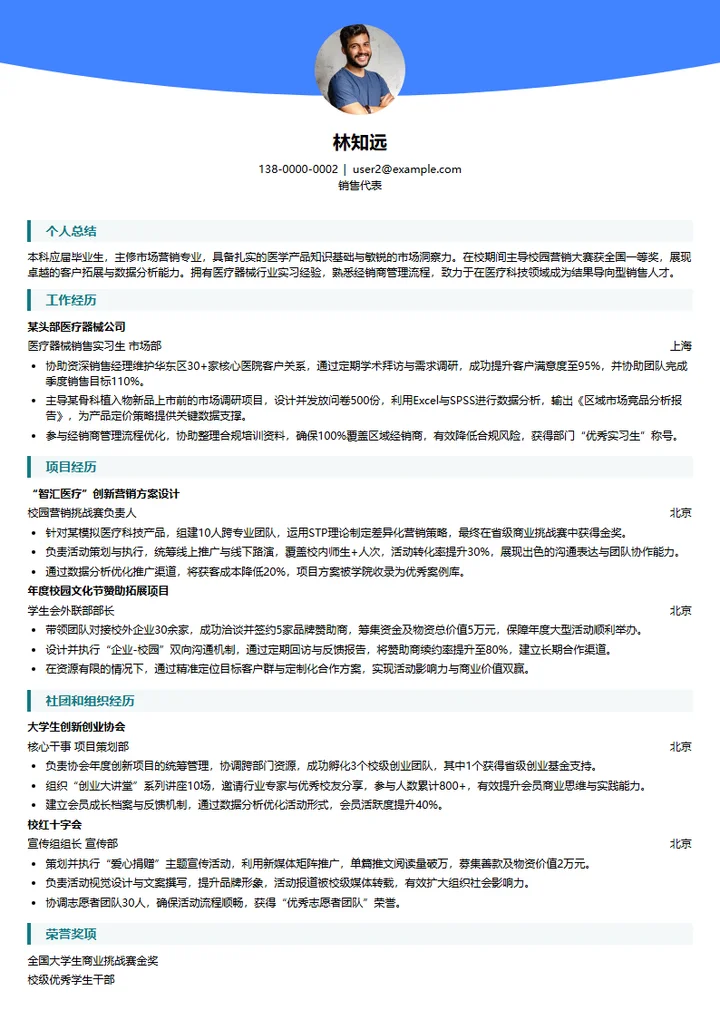 林知远
138-0000-0002 | user2@example.com
销售代表
个人总结
本科应届毕业生，主修市场营销专业，具备扎实的医学产品知识基础与敏锐的市场洞察力。在校期间主导校园营销大赛获全国一等奖，展现
卓越的客户拓展与数据分析能力。拥有医疗器械行业实习经验，熟悉经销商管理流程，致力于在医疗科技领域成为结果导向型销售人才。
工作经历
某头部医疗器械公司
医疗器械销售实习生 市场部 上海
• 协助资深销售经理维护华东区30+家核心医院客户关系，通过定期学术拜访与需求调研，成功提升客户满意度至95%，并协助团队完成
季度销售目标110%。
• 主导某骨科植入物新品上市前的市场调研项目，设计并发放问卷500份，利用Excel与SPSS进行数据分析，输出《区域市场竞品分析报
告》，为产品定价策略提供关键数据支撑。
• 参与经销商管理流程优化，协助整理合规培训资料，确保100%覆盖区域经销商，有效降低合规风险，获得部门“优秀实习生”称号。
项目经历
“智汇医疗”创新营销方案设计
校园营销挑战赛负责人 北京
• 针对某模拟医疗科技产品，组建10人跨专业团队，运用STP理论制定差异化营销策略，最终在省级商业挑战赛中获得金奖。
• 负责活动策划与执行，统筹线上推广与线下路演，覆盖校内师生+人次，活动转化率提升30%，展现出色的沟通表达与团队协作能力。
• 通过数据分析优化推广渠道，将获客成本降低20%，项目方案被学院收录为优秀案例库。
年度校园文化节赞助拓展项目
学生会外联部部长 北京
• 带领团队对接校外企业30余家，成功洽谈并签约5家品牌赞助商，筹集资金及物资总价值5万元，保障年度大型活动顺利举办。
• 设计并执行“企业-校园”双向沟通机制，通过定期回访与反馈报告，将赞助商续约率提升至80%，建立长期合作渠道。
• 在资源有限的情况下，通过精准定位目标客户群与定制化合作方案，实现活动影响力与商业价值双赢。
社团和组织经历
大学生创新创业协会
核心干事 项目策划部 北京
• 负责协会年度创新项目的统筹管理，协调跨部门资源，成功孵化3个校级创业团队，其中1个获得省级创业基金支持。
• 组织“创业大讲堂”系列讲座10场，邀请行业专家与优秀校友分享，参与人数累计800+，有效提升会员商业思维与实践能力。
• 建立会员成长档案与反馈机制，通过数据分析优化活动形式，会员活跃度提升40%。
校红十字会
宣传组组长 宣传部 北京
• 策划并执行“爱心捐赠”主题宣传活动，利用新媒体矩阵推广，单篇推文阅读量破万，募集善款及物资价值2万元。
• 负责活动视觉设计与文案撰写，提升品牌形象，活动报道被校级媒体转载，有效扩大组织社会影响力。
• 协调志愿者团队30人，确保活动流程顺畅，获得“优秀志愿者团队”荣誉。
荣誉奖项
全国大学生商业挑战赛金奖
校级优秀学生干部